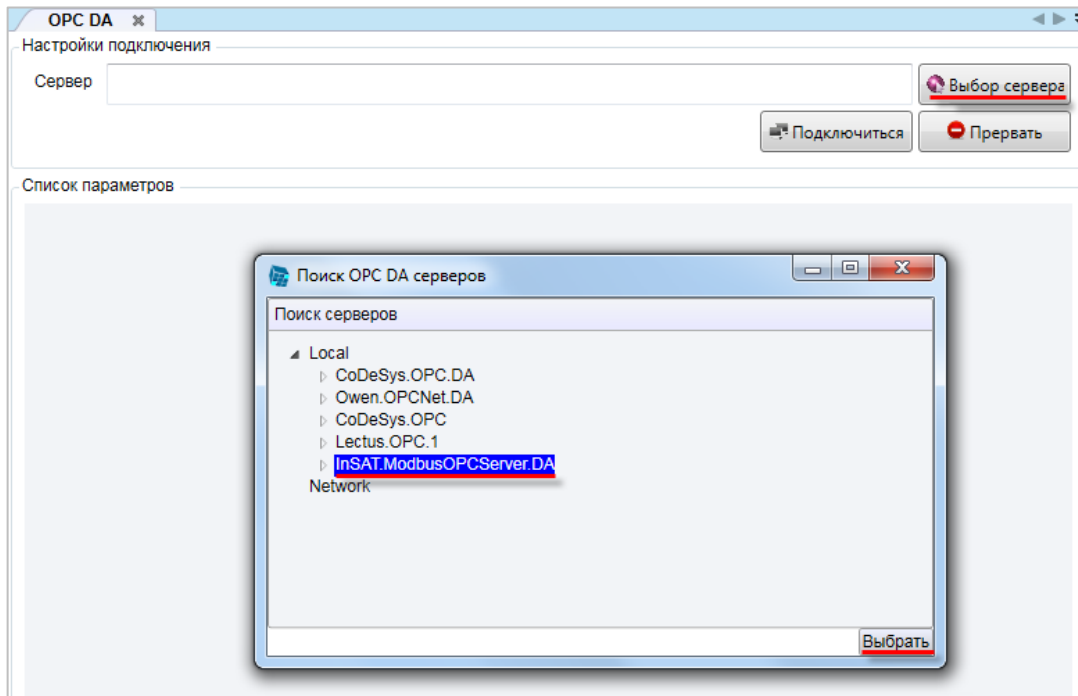 OPC DA
Настройки подключения
Сервер
Выбор сервера
Подключиться
Прервать
Список параметров
Поиск OPC DA серверов
Поиск серверов
Local
CoDeSys.OPC.DA
Owen.OPCNet.DA
CoDeSys.OPC
Lectus.OPC.1
InSAT.ModbusOPCServer.DA
Network
Выбрать